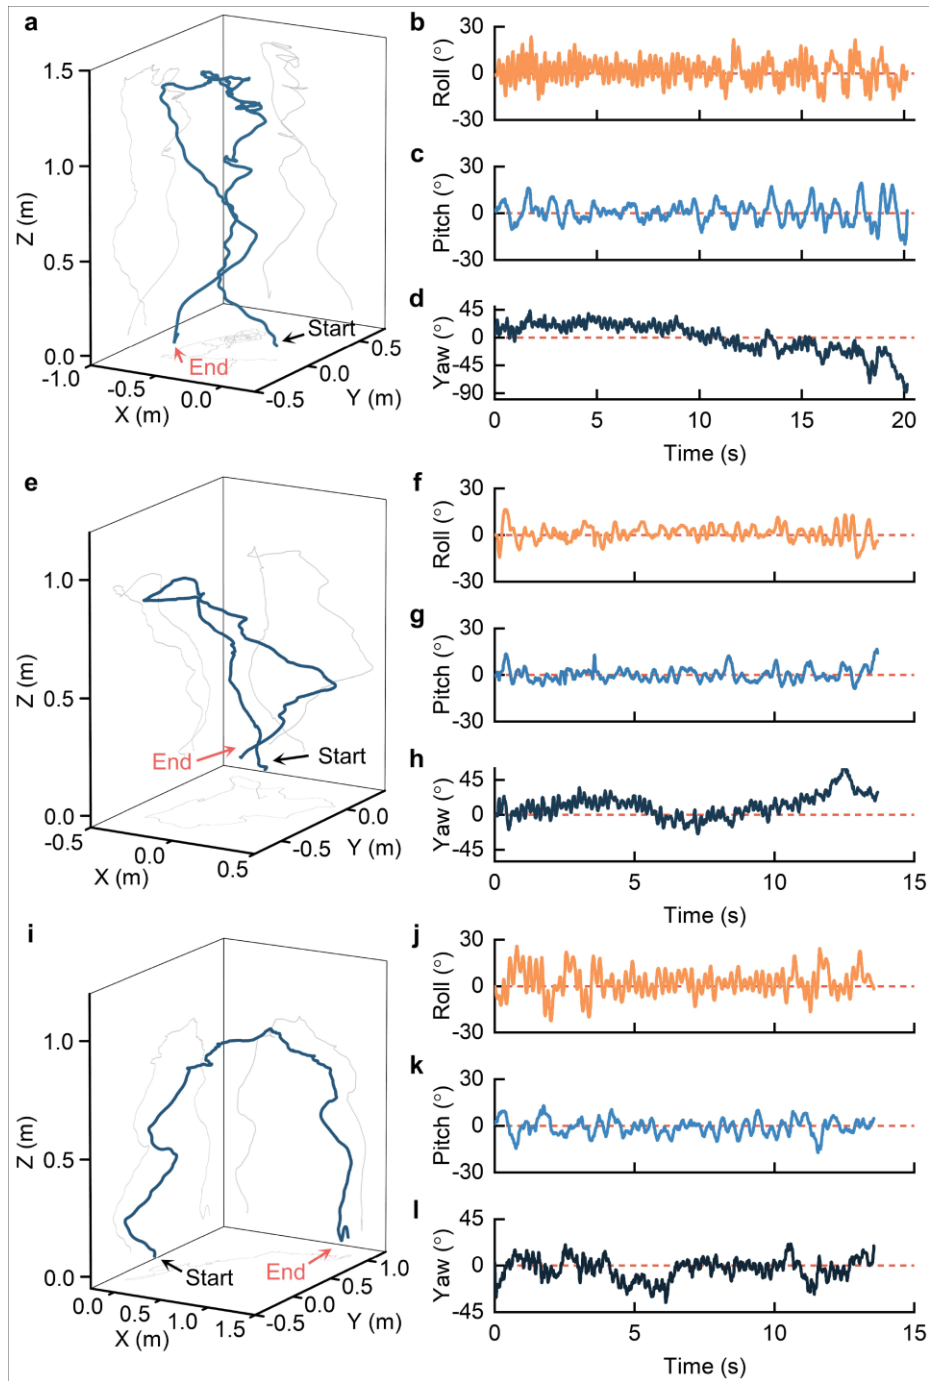 a
1.5
1.0
0.5
0.0
Z (m)
Start
End
-1.0
-0.5
0.0
X (m)
-0.5
0.0
0.5
Y (m)
b
30
0
-30
Roll (°)
c
30
0
-30
Pitch (°)
d
45
0
-45
-90
Yaw (°)
0 5 10 15 20
Time (s)
e
1.0
0.5
0.0
Z (m)
End
Start
-0.5
0.0
0.5
X (m)
-0.5
0.0
Y (m)
f
30
0
-30
Roll (°)
g
30
0
-30
Pitch (°)
h
45
0
-45
Yaw (°)
0 5 10 15
Time (s)
i
1.0
0.5
0.0
Z (m)
Start
End
0.0
0.5
1.0
1.5
X (m)
-0.5
0.0
0.5
1.0
Y (m)
j
30
0
-30
Roll (°)
k
30
0
-30
Pitch (°)
l
45
0
-45
Yaw (°)
0 5 10 15
Time (s)